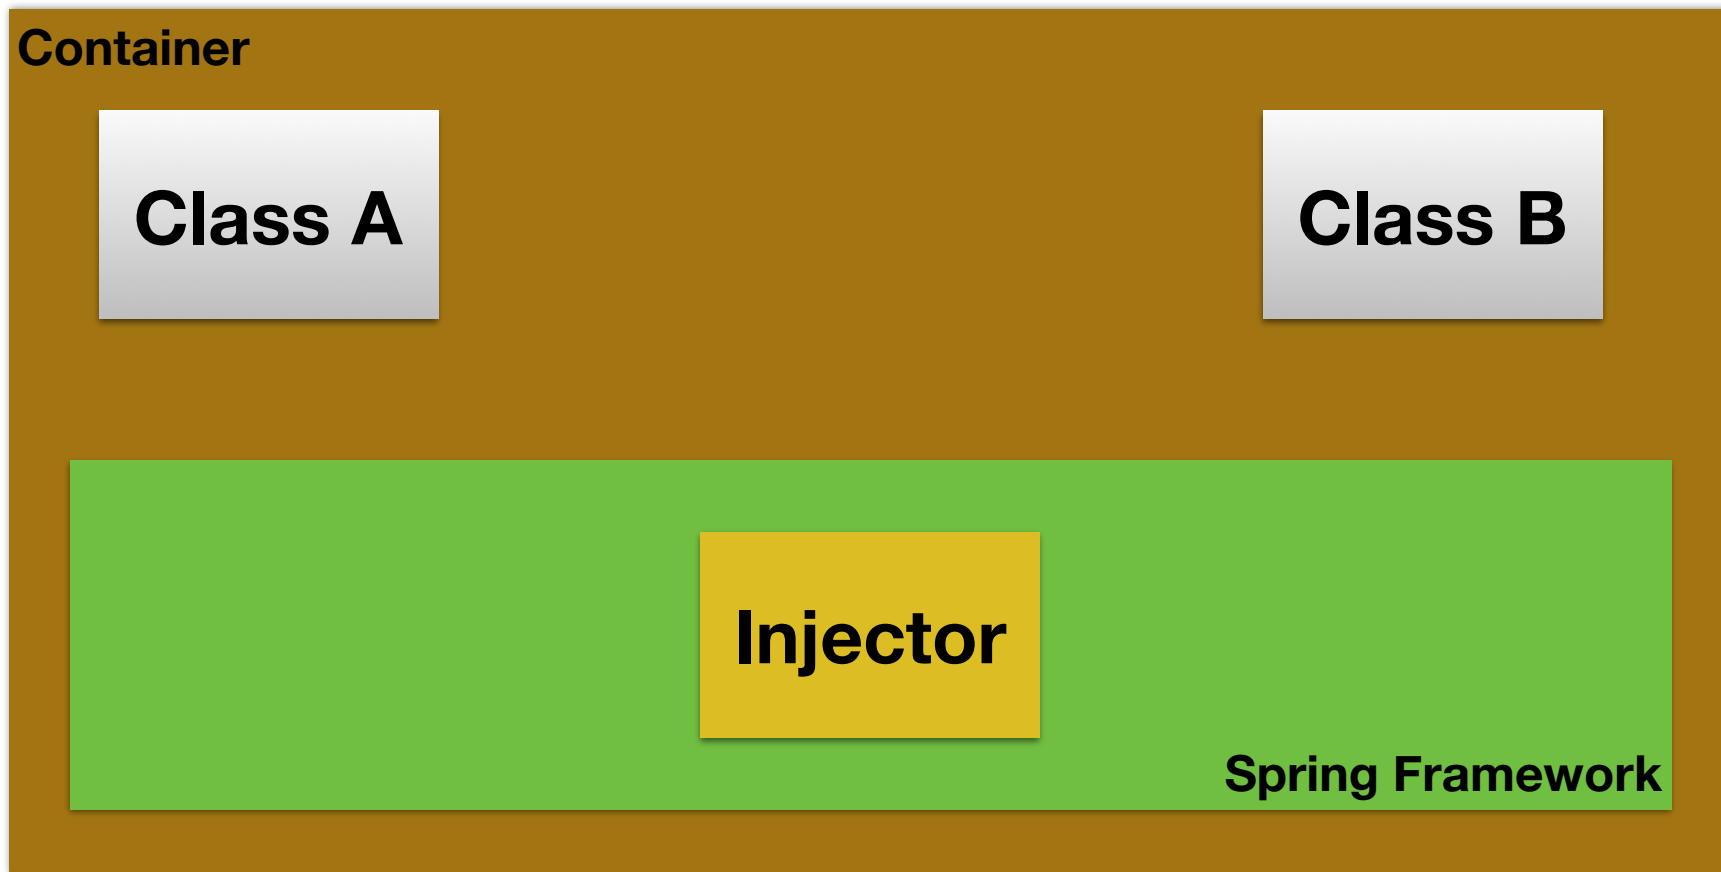 Container
Class A
Class B
Injector
Spring Framework